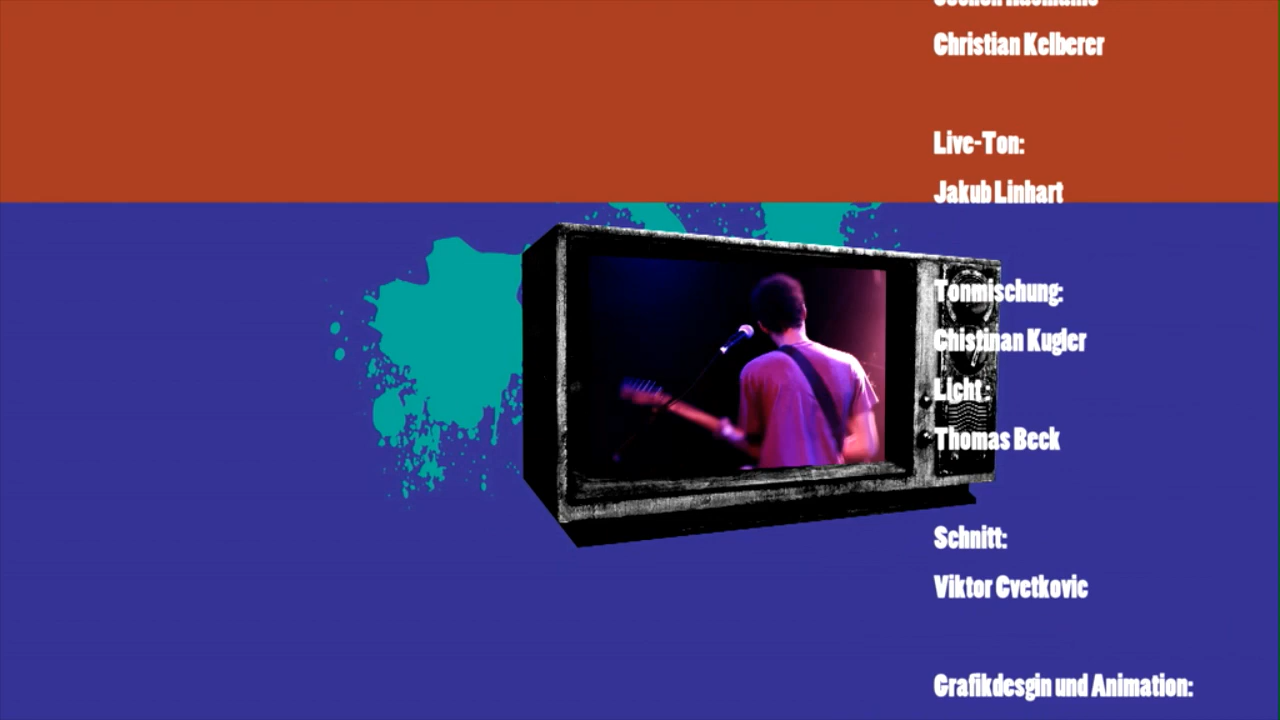 Christian Kelberer
Live-Ton:
Jakub Linhart
Tonmischung:
Chistinan Kugler
Licht :
Thomas Beck
Schnitt:
Viktor Cvetkovic
Grafikdesgin und Animation: